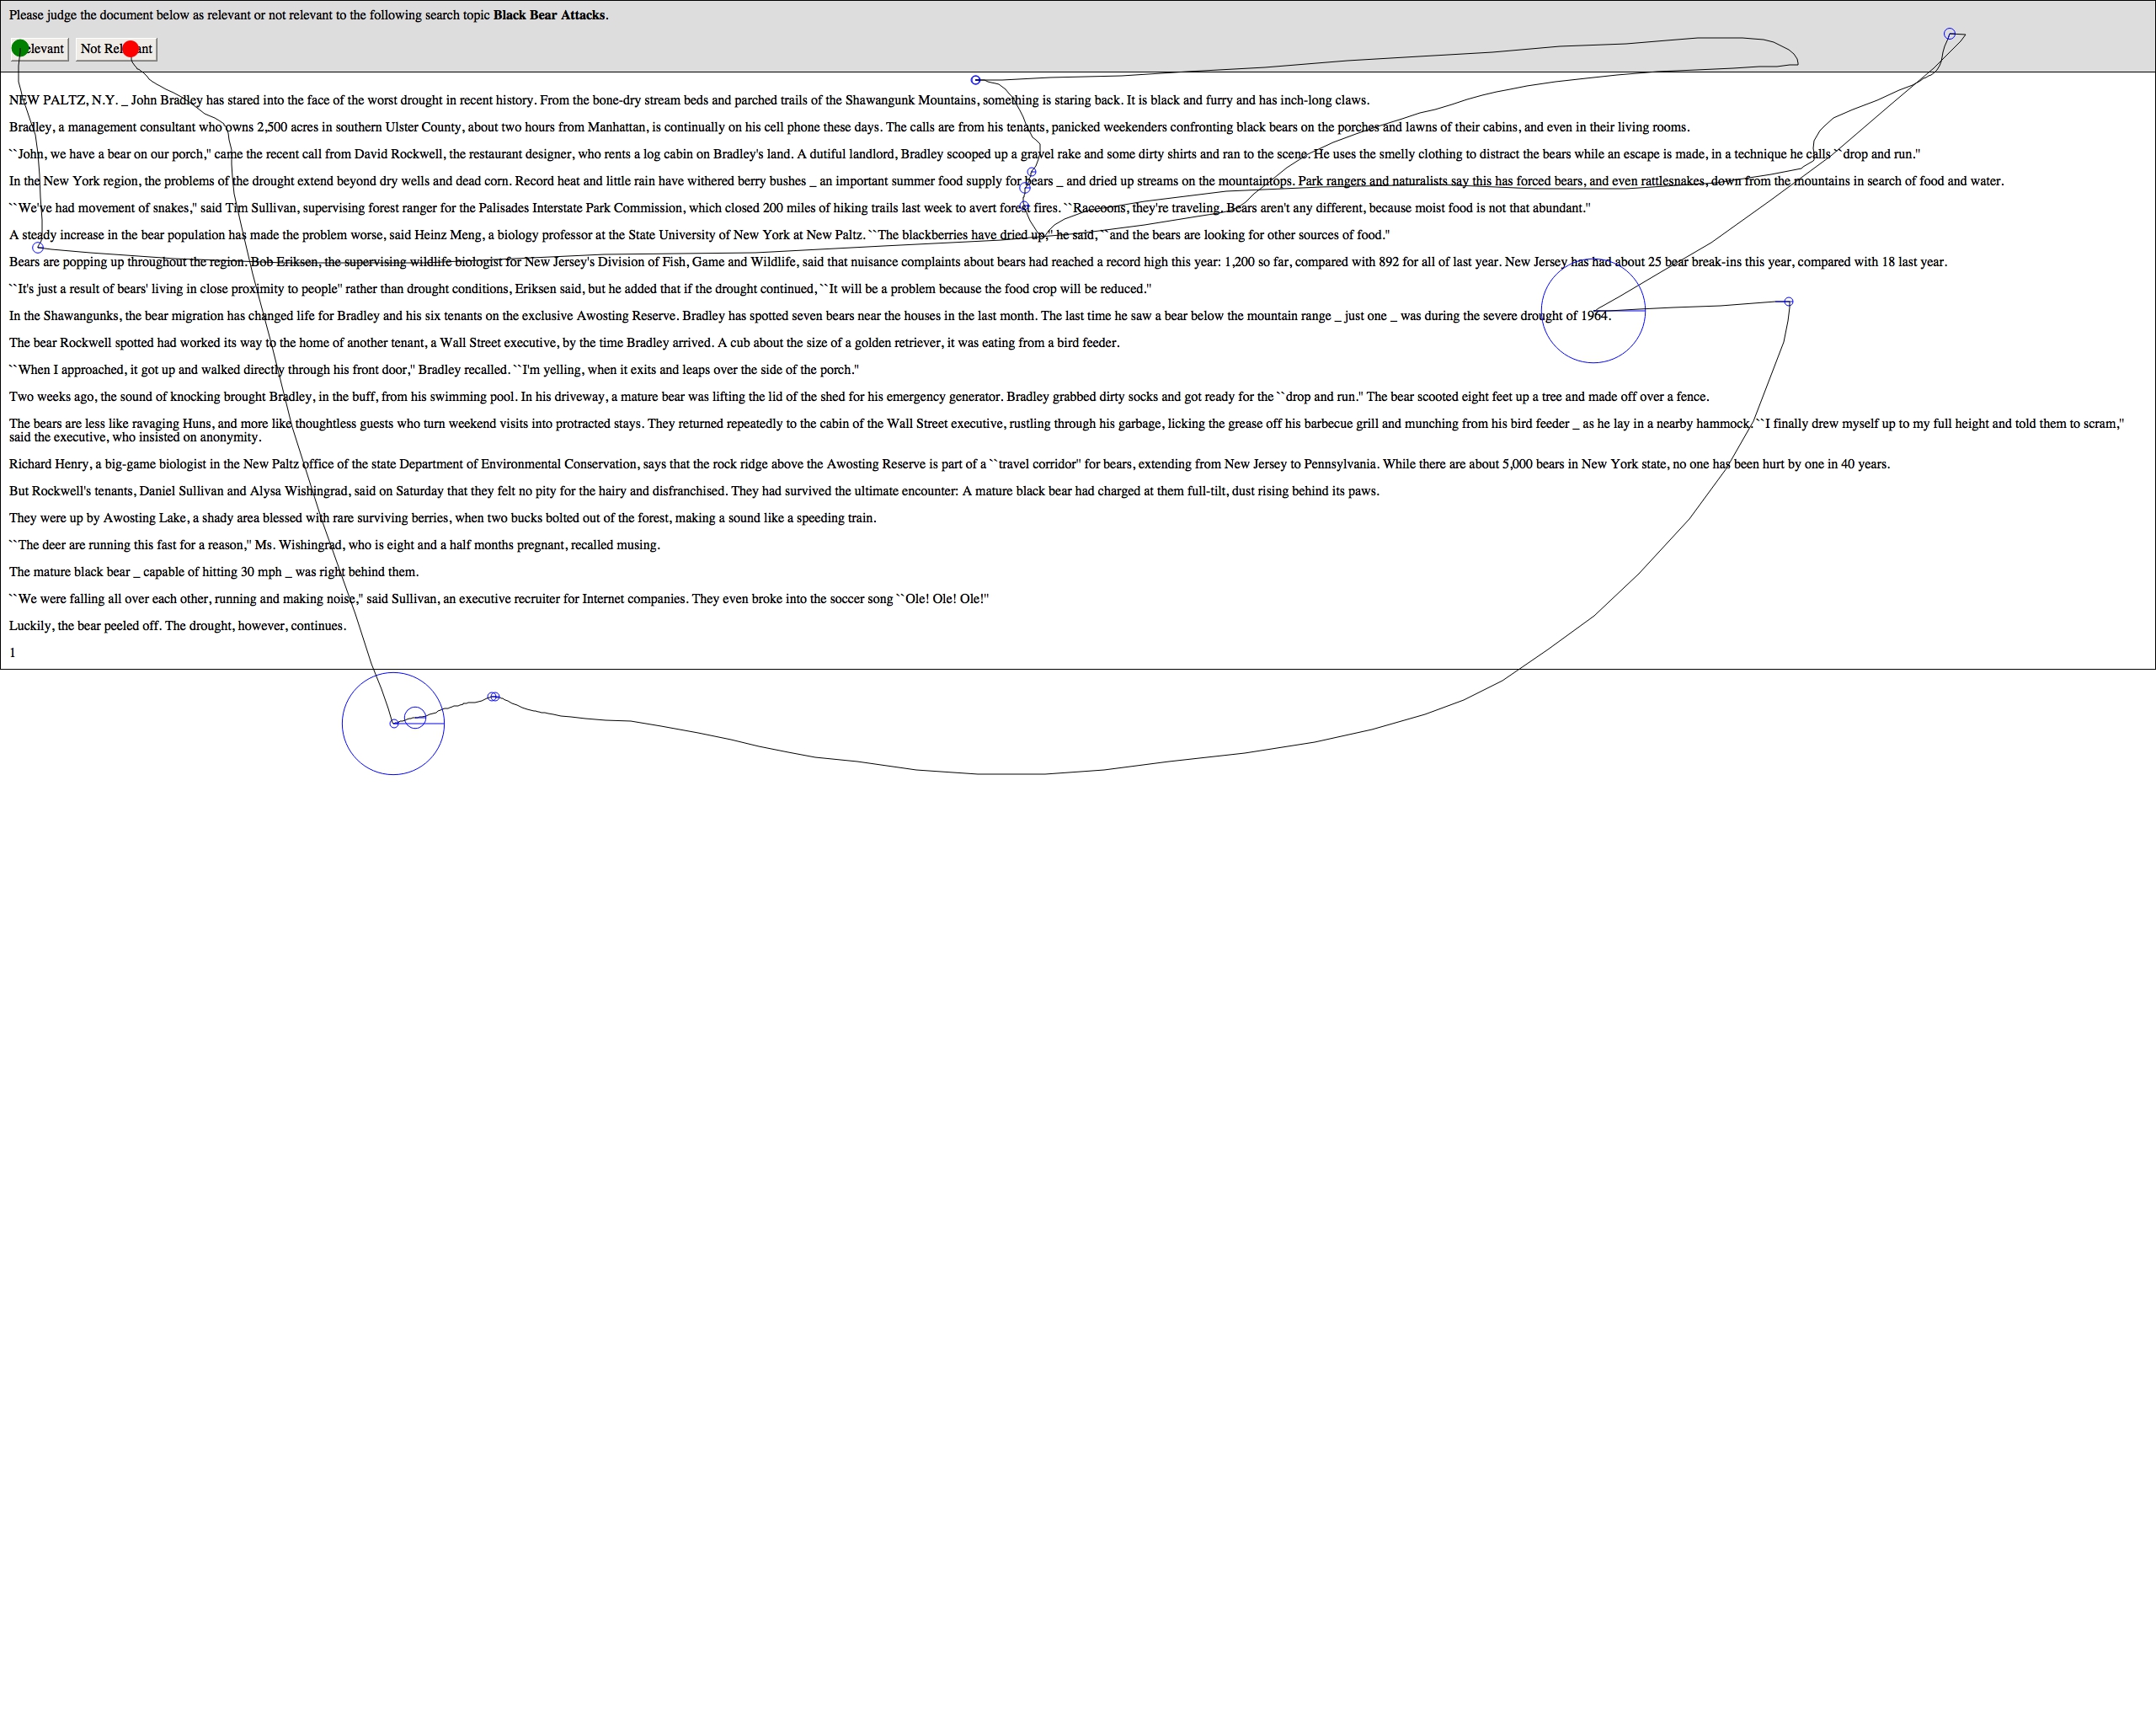 Please judge the document below as relevant or not relevant to the following search topic Black Bear Attacks.
elevant Not Rel ant
NEW PALTZ, N.Y. _ John Bradley has stared into the face of the worst drought in recent history. From the bone-dry stream beds and parched trails of the Shawangunk Mountains, something is staring back. It is black and furry and has inch-long claws.
Bradley, a management consultant who owns 2,500 acres in southern Ulster County, about two hours from Manhattan, is continually on his cell phone these days. The calls are from his tenants, panicked weekenders confronting black bears on the porches and lawns of their cabins, and even in their living rooms.
``John, we have a bear on our porch,'' came the recent call from David Rockwell, the restaurant designer, who rents a log cabin on Bradley's land. A dutiful landlord, Bradley scooped up a gravel rake and some dirty shirts and ran to the scene. He uses the smelly clothing to distract the bears while an escape is made, in a technique he calls ``drop and run.''
In the New York region, the problems of the drought extend beyond dry wells and dead corn. Record heat and little rain have withered berry bushes _ an important summer food supply for bears _ and dried up streams on the mountaintops. Park rangers and naturalists say this has forced bears, and even rattlesnakes, down from the mountains in search of food and water.
``We've had movement of snakes,'' said Tim Sullivan, supervising forest ranger for the Palisades Interstate Park Commission, which closed 200 miles of hiking trails last week to avert forest fires. ``Raccoons, they're traveling. Bears aren't any different, because moist food is not that abundant.''
A steady increase in the bear population has made the problem worse, said Heinz Meng, a biology professor at the State University of New York at New Paltz. ``The blackberries have dried up,'' he said, ``and the bears are looking for other sources of food.''
Bears are popping up throughout the region. Bob Eriksen, the supervising wildlife biologist for New Jersey's Division of Fish, Game and Wildlife, said that nuisance complaints about bears had reached a record high this year: 1,200 so far, compared with 892 for all of last year. New Jersey has had about 25 bear break-ins this year, compared with 18 last year.
``It's just a result of bears' living in close proximity to people'' rather than drought conditions, Eriksen said, but he added that if the drought continued, ``It will be a problem because the food crop will be reduced.''
In the Shawangunks, the bear migration has changed life for Bradley and his six tenants on the exclusive Awosting Reserve. Bradley has spotted seven bears near the houses in the last month. The last time he saw a bear below the mountain range _ just one _ was during the severe drought of 1964.
The bear Rockwell spotted had worked its way to the home of another tenant, a Wall Street executive, by the time Bradley arrived. A cub about the size of a golden retriever, it was eating from a bird feeder.
``When I approached, it got up and walked directly through his front door,'' Bradley recalled. ``I'm yelling, when it exits and leaps over the side of the porch.''
Two weeks ago, the sound of knocking brought Bradley, in the buff, from his swimming pool. In his driveway, a mature bear was lifting the lid of the shed for his emergency generator. Bradley grabbed dirty socks and got ready for the ``drop and run.'' The bear scooted eight feet up a tree and made off over a fence.
The bears are less like ravaging Huns, and more like thoughtless guests who turn weekend visits into protracted stays. They returned repeatedly to the cabin of the Wall Street executive, rustling through his garbage, licking the grease off his barbecue grill and munching from his bird feeder _ as he lay in a nearby hammock. ``I finally drew myself up to my full height and told them to scram,''
said the executive, who insisted on anonymity.
Richard Henry, a big-game biologist in the New Paltz office of the state Department of Environmental Conservation, says that the rock ridge above the Awosting Reserve is part of a ``travel corridor'' for bears, extending from New Jersey to Pennsylvania. While there are about 5,000 bears in New York state, no one has been hurt by one in 40 years.
But Rockwell's tenants, Daniel Sullivan and Alysa Wishingrad, said on Saturday that they felt no pity for the hairy and disfranchised. They had survived the ultimate encounter: A mature black bear had charged at them full-tilt, dust rising behind its paws.
They were up by Awosting Lake, a shady area blessed with rare surviving berries, when two bucks bolted out of the forest, making a sound like a speeding train.
``The deer are running this fast for a reason,'' Ms. Wishingrad, who is eight and a half months pregnant, recalled musing.
The mature black bear _ capable of hitting 30 mph _ was right behind them.
``We were falling all over each other, running and making noise,'' said Sullivan, an executive recruiter for Internet companies. They even broke into the soccer song ``Ole! Ole! Ole!''
Luckily, the bear peeled off. The drought, however, continues.
1